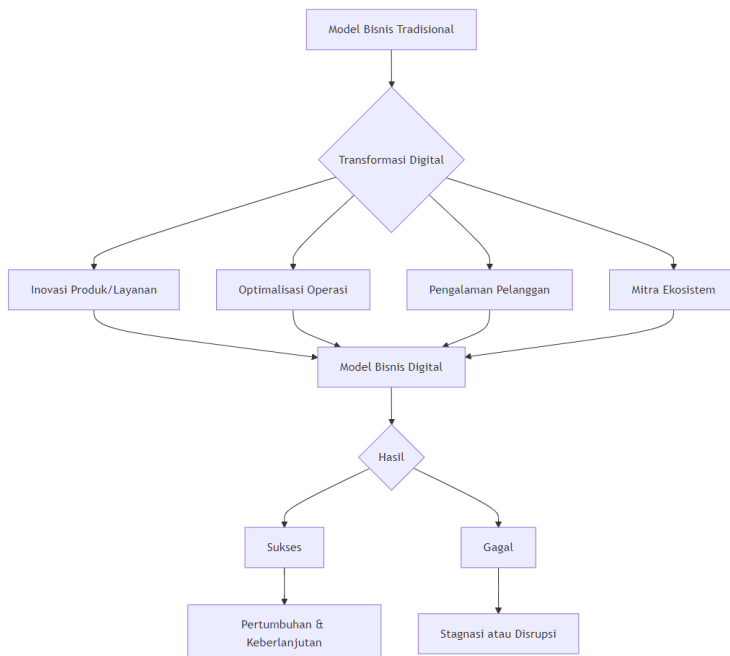 Model Bisnis Tradisional
Transformasi Digital
Inovasi Produk/Layanan
Optimalisasi Operasi
Pengalaman Pelanggan
Mitra Ekosistem
Model Bisnis Digital
Hasil
Sukses
Gagal
Pertumbuhan &
Keberlanjutan
Stagnasi atau Disrupsi